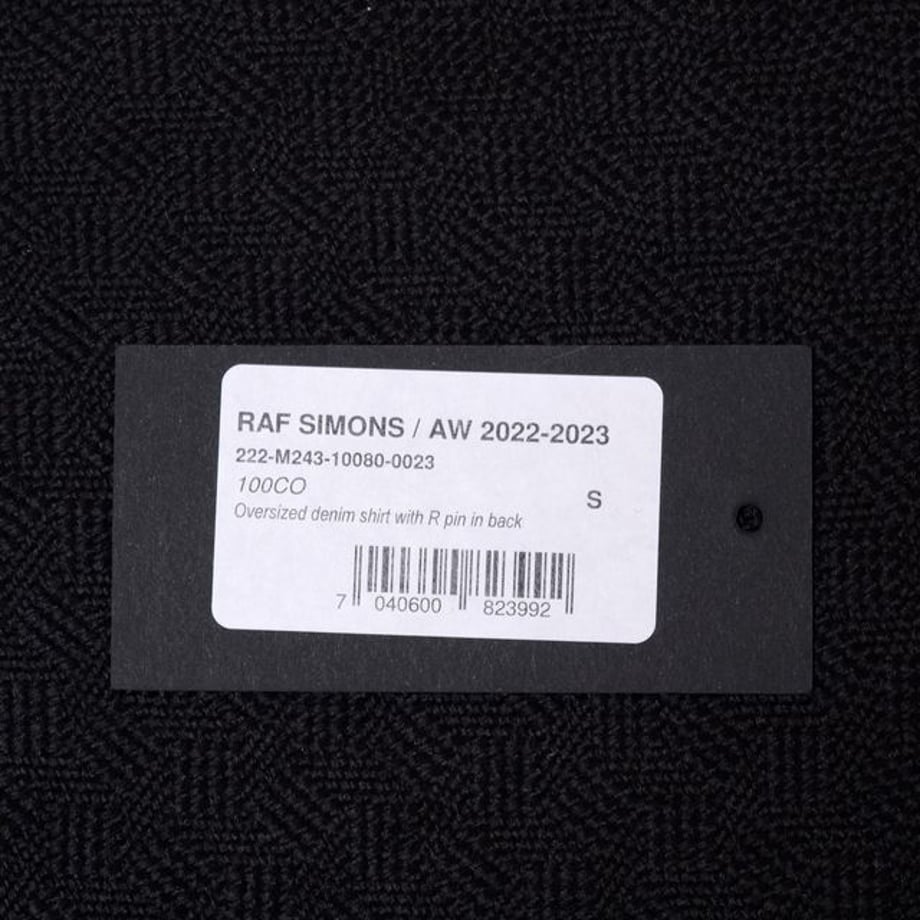 RAF SIMONS / AW 2022-2023
222-M243-10080-0023
100CO
S
Oversized denim shirt with R pin in back
7 040600 823992